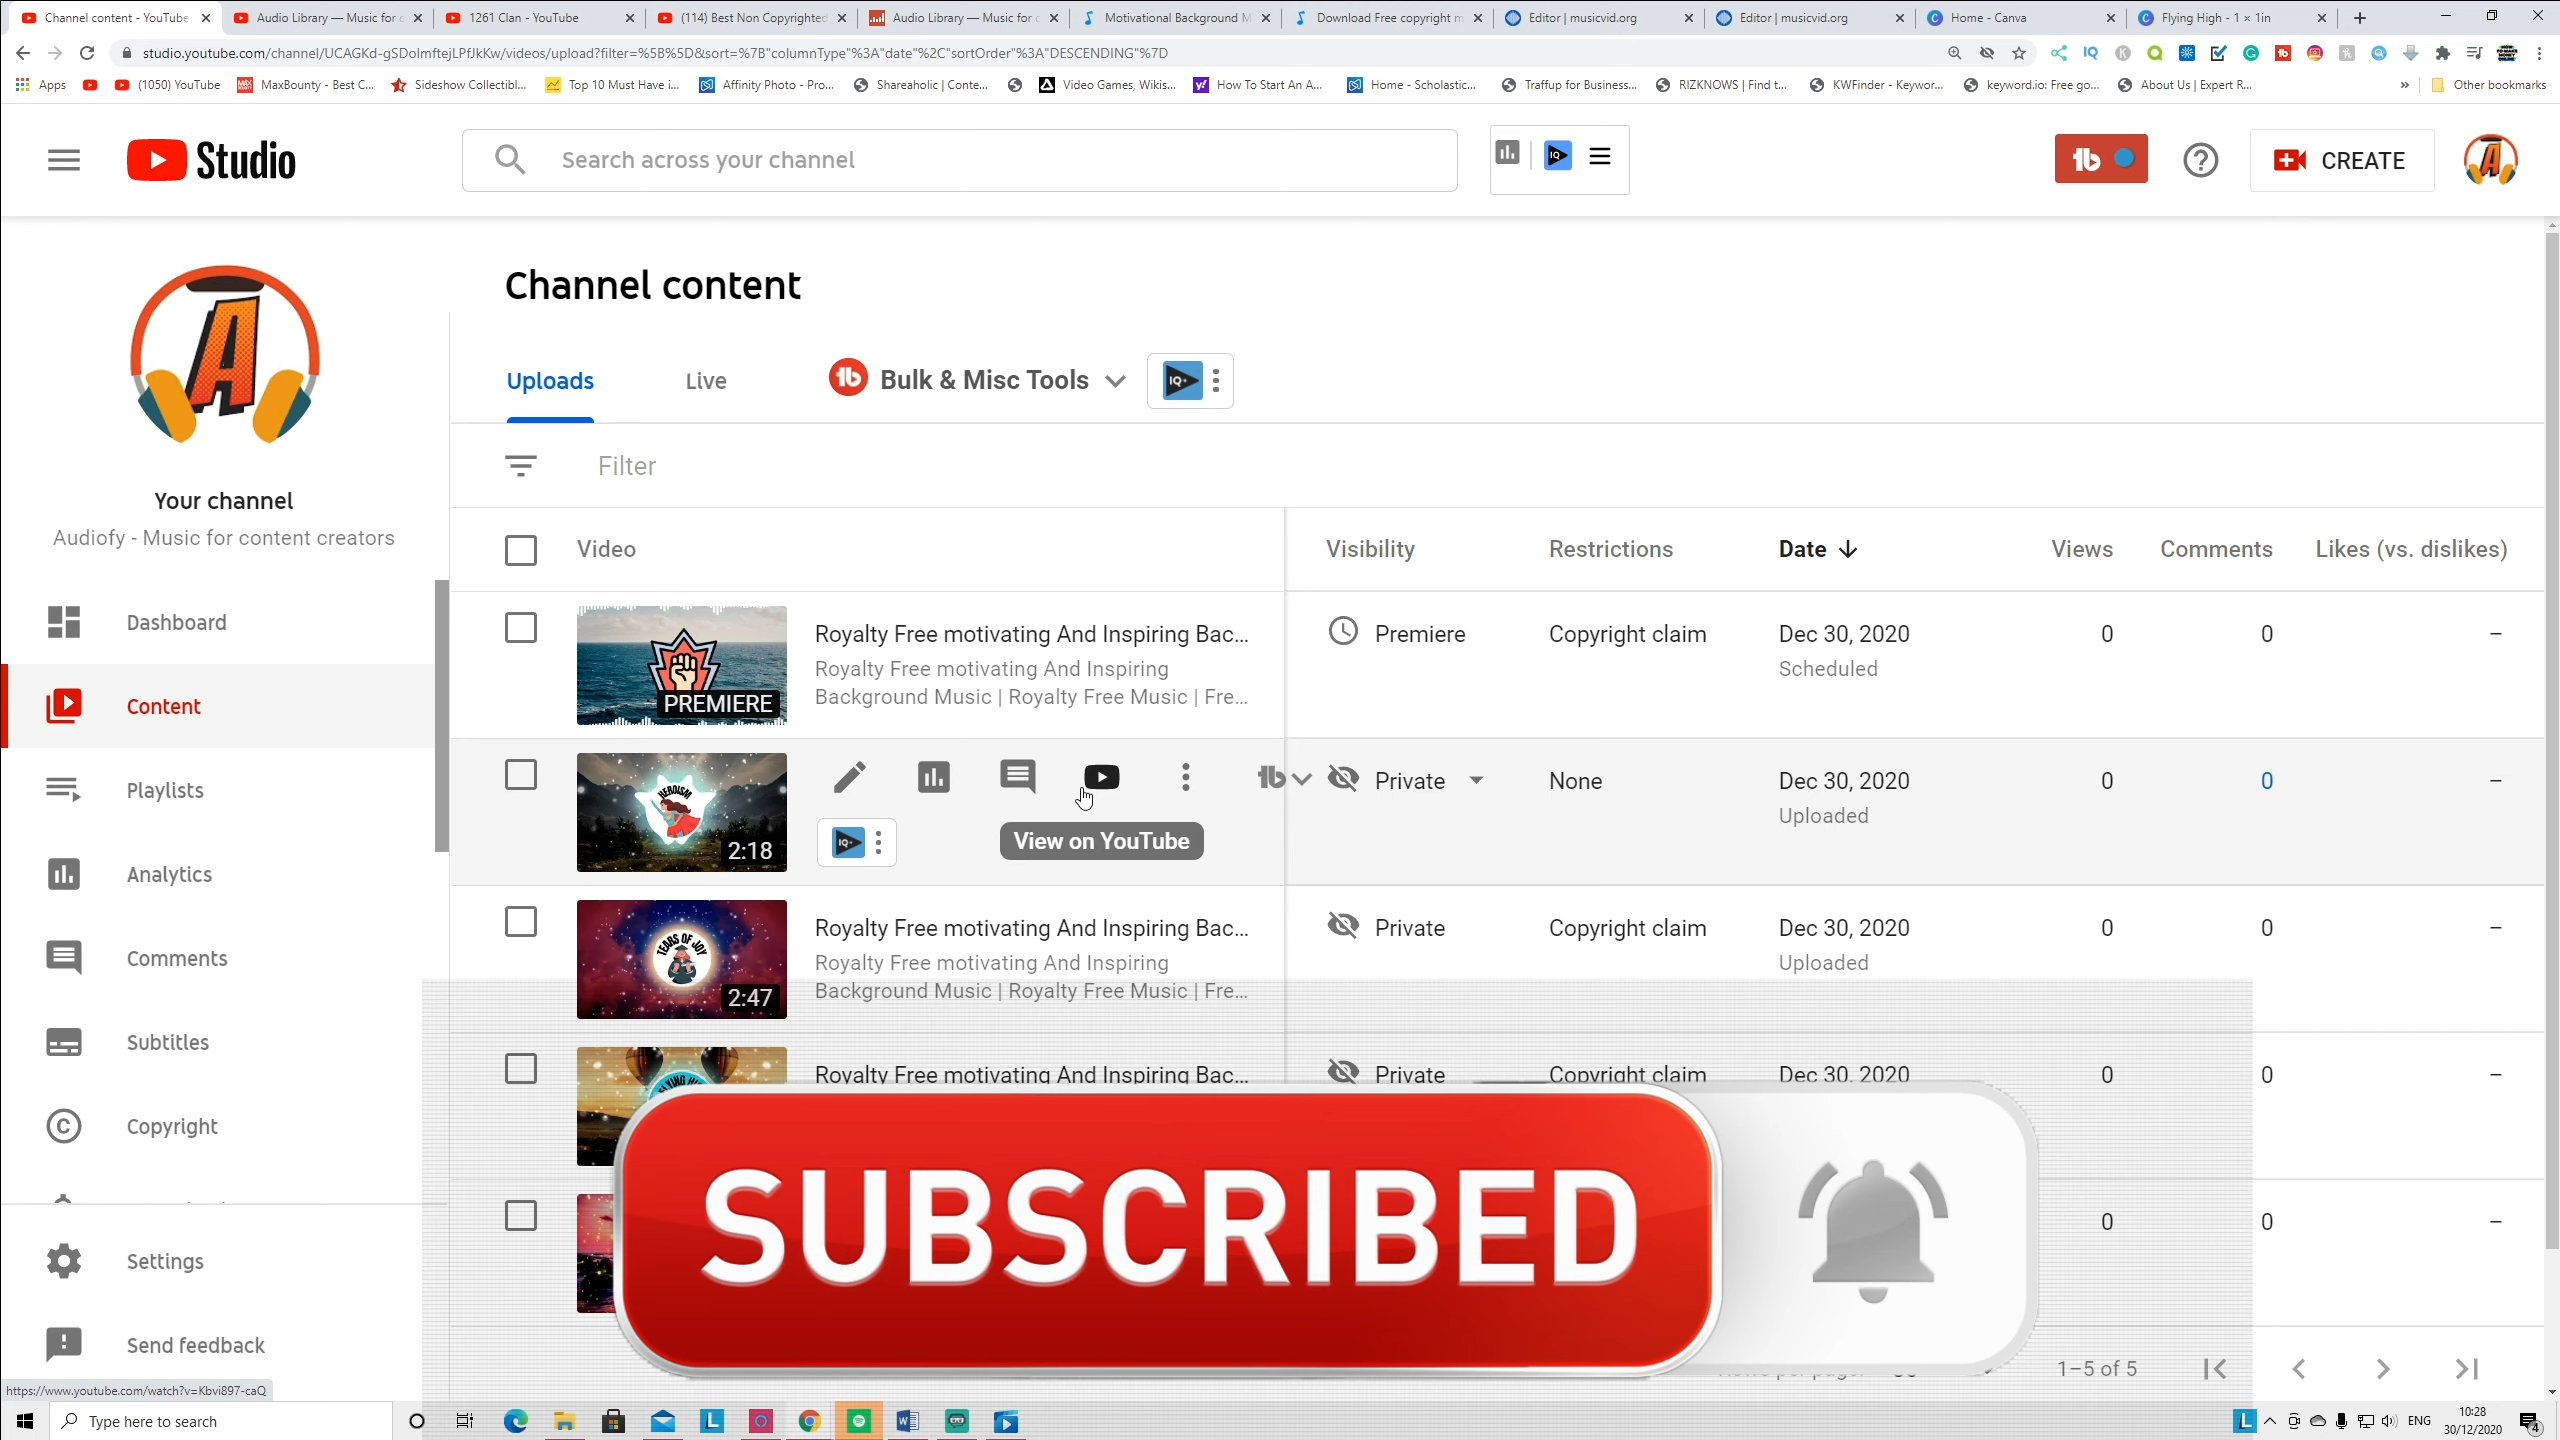 Channel content - YouTube
Audio Library — Music for c
1261 Clan - YouTube
(114) Best Non Copyrighted
Audio Library — Music for c
Motivational Background M
Download Free copyright m
Editor | musicvid.org
Editor | musicvid.org
Home - Canva
Flying High - 1 × 1in
studio.youtube.com/channel/UCAGKd-gSDoImftejLPfJkKw/videos/upload?filter=%5B%5D&sort=%7B"columnType"%3A"date"%2C"sortOrder"%3A"DESCENDING"%7D
Apps
(1050) YouTube
MaxBounty - Best C...
Sideshow Collectibl...
Top 10 Must Have i...
Affinity Photo - Pro...
Shareaholic | Conte...
Video Games, Wikis...
How To Start An A...
Home - Scholastic...
Traffup for Business...
RIZKNOWS | Find t...
KWFinder - Keywor...
keyword.io: Free go...
About Us | Expert R...
»
Other bookmarks
Studio
Search across your channel
IQ
CREATE
Channel content
Uploads
Live
Bulk & Misc Tools
IQ+
Filter
Your channel
Audiofy - Music for content creators
Dashboard
Content
Playlists
Analytics
Comments
Subtitles
Copyright
Settings
Send feedback
Video
Visibility
Restrictions
Date
Views
Comments
Likes (vs. dislikes)
PREMIERE
Royalty Free motivating And Inspiring Bac...
Royalty Free motivating And Inspiring
Background Music | Royalty Free Music | Fre...
Premiere
Copyright claim
Dec 30, 2020
Scheduled
0
0
–
HEROISM
2:18
IQ+
View on YouTube
Private
None
Dec 30, 2020
Uploaded
0
0
–
TEARS OF JOY
2:47
Royalty Free motivating And Inspiring Bac...
Royalty Free motivating And Inspiring
Background Music | Royalty Free Music | Fre...
Private
Copyright claim
Dec 30, 2020
Uploaded
0
0
–
Royalty Free motivating And Inspiring Bac...
Private
Copyright claim
Dec 30, 2020
0
0
–
0
0
–
SUBSCRIBED
1–5 of 5
https://www.youtube.com/watch?v=Kbvi897-caQ
Type here to search
ENG
10:28
30/12/2020
4